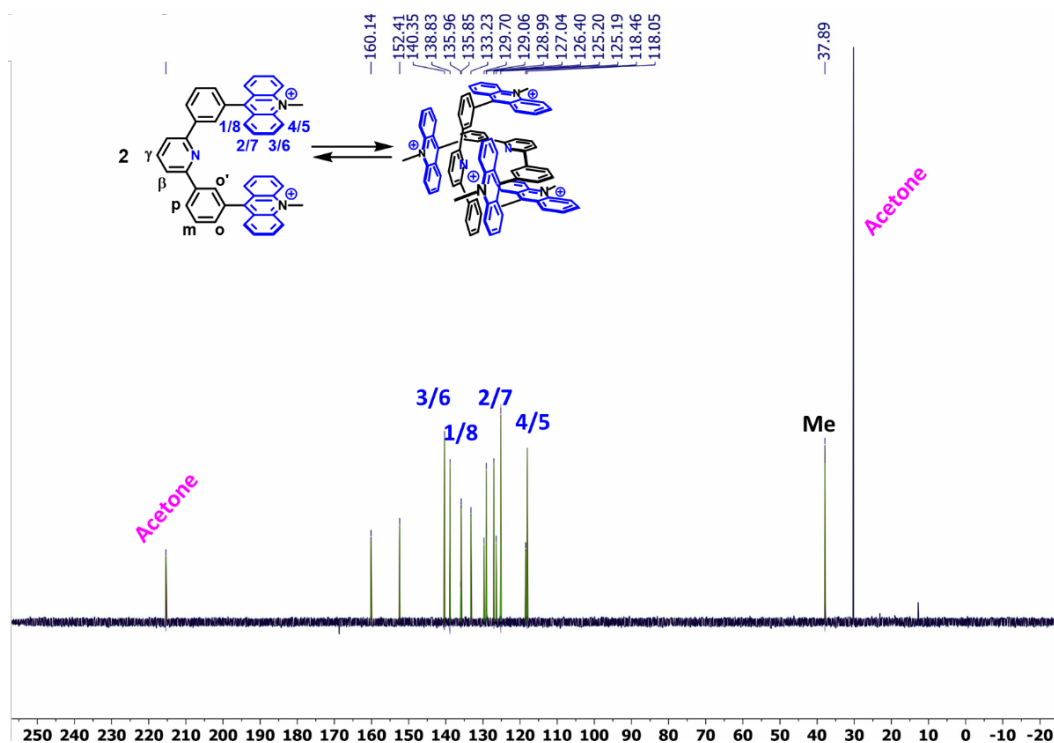 160.14
152.41
140.35
138.83
135.96
135.85
133.23
129.70
129.06
128.99
127.04
126.40
125.20
125.19
118.46
118.05
37.89
2
N
γ
β
p
m
o
o'
1/8
2/7
3/6
4/5
N
⊕
N
⊕
N
⊕
⊕
N
N
N
⊕
N
⊕
N
⊕
Acetone
3/6
1/8
2/7
4/5
Me
Acetone
250 240 230 220 210 200 190 180 170 160 150 140 130 120 110 100 90 80 70 60 50 40 30 20 10 0 -10 -20